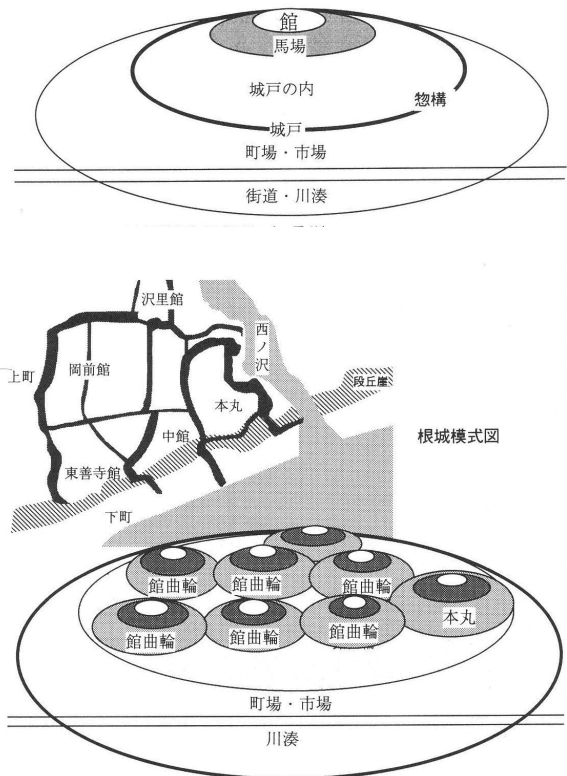 館
馬場
城戸の内
惣構
城戸
町場・市場
街道・川湊
沢里館
西ノ沢
上町
岡前館
段丘崖
本丸
中館
根城模式図
東善寺館
下町
館曲輪
館曲輪
館曲輪
本丸
館曲輪
館曲輪
館曲輪
町場・市場
川湊